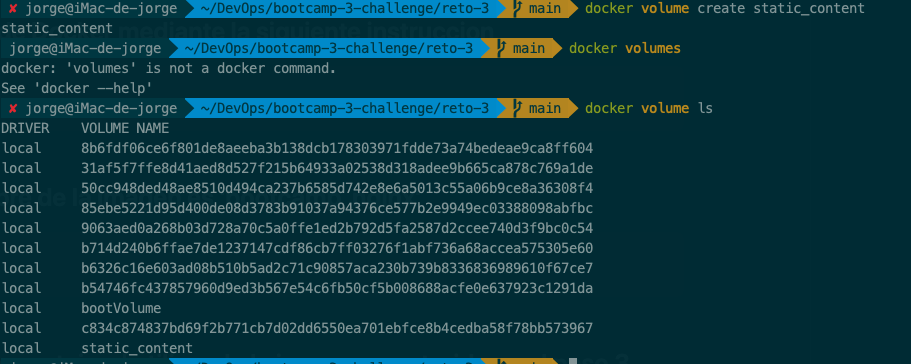 ✘ jorge@iMac-de-jorge ~/DevOps/bootcamp-3-challenge/reto-3 main docker volume create static_content
static_content
jorge@iMac-de-jorge ~/DevOps/bootcamp-3-challenge/reto-3 main docker volumes
docker: 'volumes' is not a docker command.
See 'docker --help'
✘ jorge@iMac-de-jorge ~/DevOps/bootcamp-3-challenge/reto-3 main docker volume ls
DRIVER VOLUME NAME
local 8b6fdf06ce6f801de8aeeba3b138dcb178303971fdde73a74bedeae9ca8ff604
local 31af5f7ffe8d41aed8d527f215b64933a02538d318adee9b665ca878c769a1de
local 50cc948ded48ae8510d494ca237b6585d742e8e6a5013c55a06b9ce8a36308f4
local 85ebe5221d95d400de08d3783b91037a94376ce577b2e9949ec03388098abfbc
local 9063aed0a268b03d728a70c5a0ffe1ed2b792d5fa2587d2ccee740d3f9bc0c54
local b714d240b6ffae7de1237147cdf86cb7ff03276f1abf736a68accea575305e60
local b6326c16e603ad08b510b5ad2c71c90857aca230b739b8336836989610f67ce7
local b54746fc437857960d9ed3b567e54c6fb50cf5b008688acfe0e637923c1291da
local bootVolume
local c834c874837bd69f2b771cb7d02dd6550ea701ebfce8b4cedba58f78bb573967
local static_content